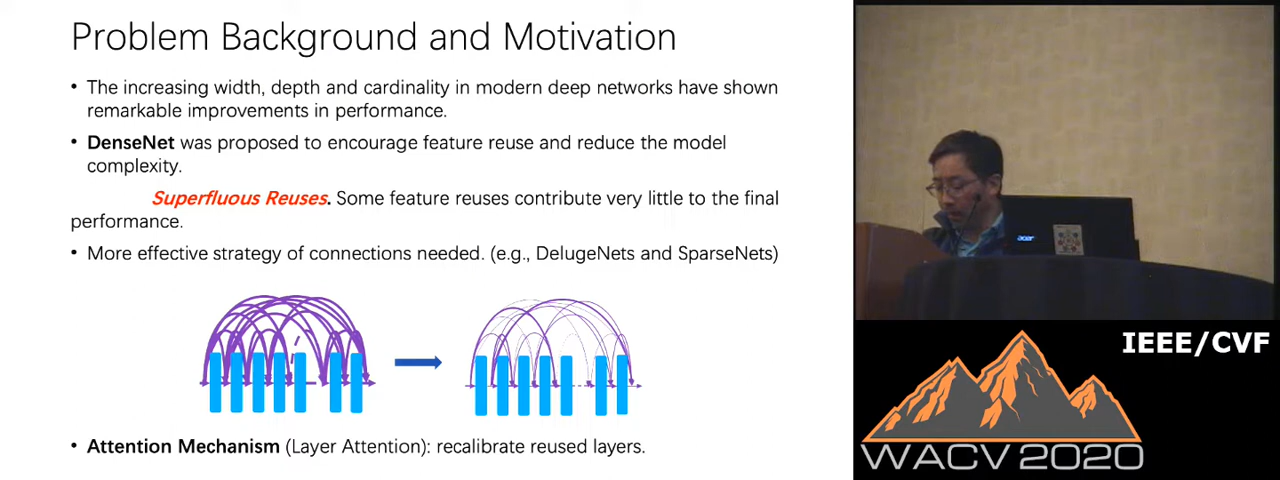 Problem Background and Motivation
• The increasing width, depth and cardinality in modern deep networks have shown
remarkable improvements in performance.
• DenseNet was proposed to encourage feature reuse and reduce the model
complexity.
Superfluous Reuses. Some feature reuses contribute very little to the final
performance.
• More effective strategy of connections needed. (e.g., DelugeNets and SparseNets)
• Attention Mechanism (Layer Attention): recalibrate reused layers.
acer
IEEE/CVF
WACV 2020